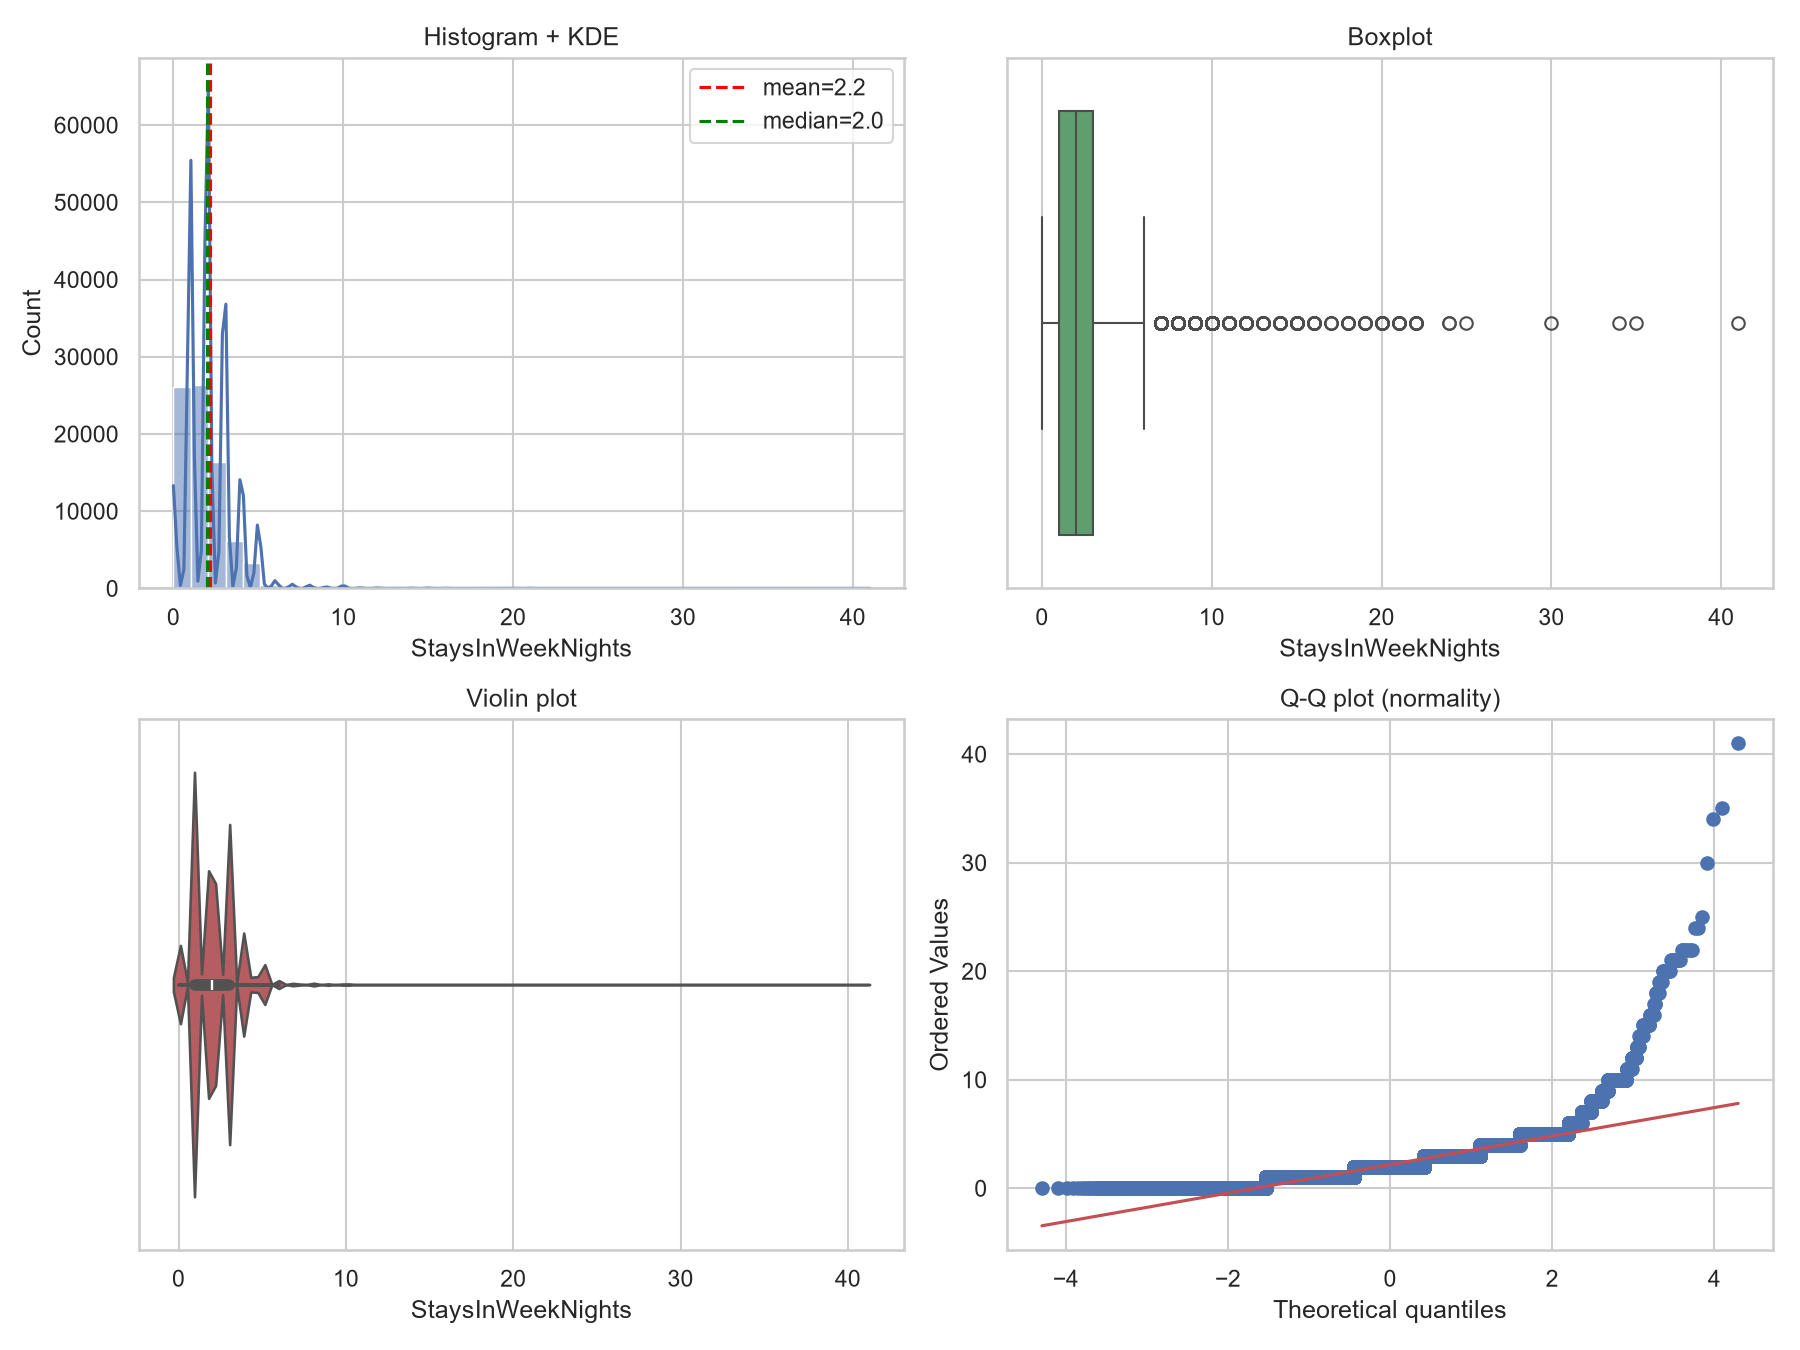 Histogram + KDE
mean=2.2
median=2.0
60000
50000
40000
30000
20000
10000
0
Count
0 10 20 30 40
StaysInWeekNights
Boxplot
0 10 20 30 40
StaysInWeekNights
Violin plot
0 10 20 30 40
StaysInWeekNights
Q-Q plot (normality)
40
30
20
10
0
Ordered Values
−4 −2 0 2 4
Theoretical quantiles